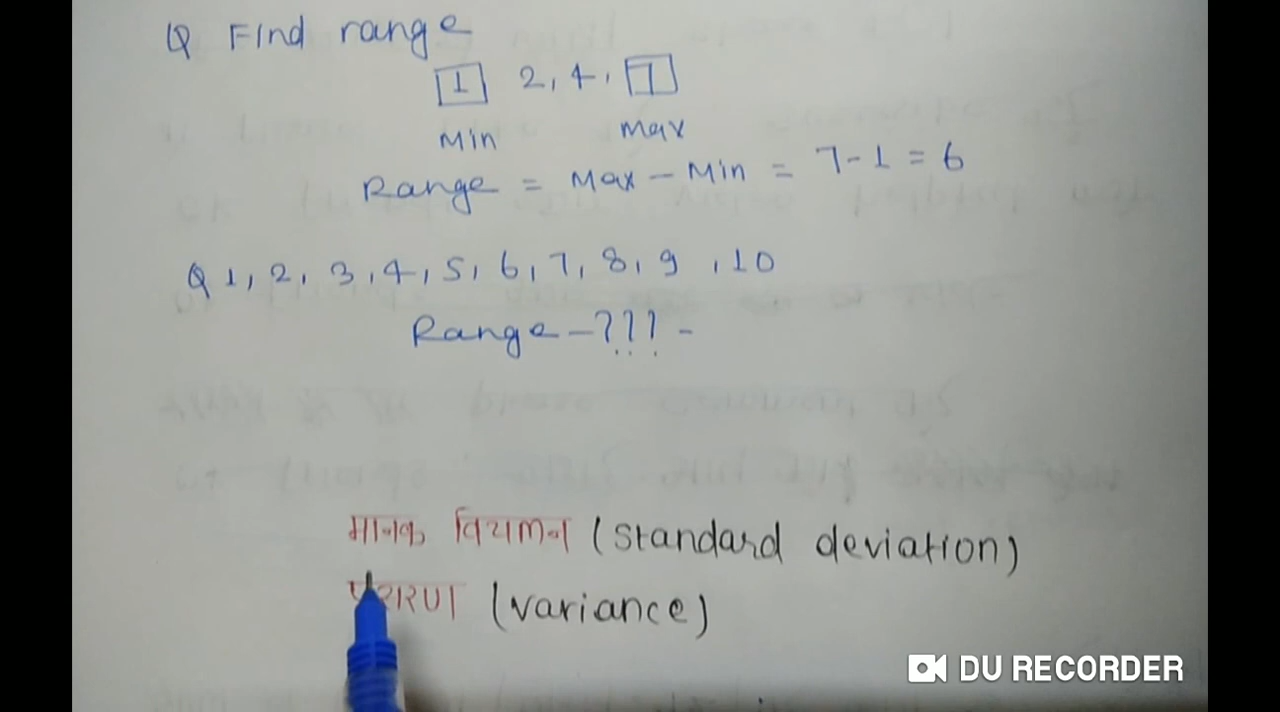 Q Find range
1 2, 4, 7
Min Max
Range = Max - Min = 7 - 1 = 6
Q 1, 2, 3, 4, 5, 6, 7, 8, 9, 10
Range - ??? -
मानक विचलन (standard deviation)
(variance)
DU RECORDER